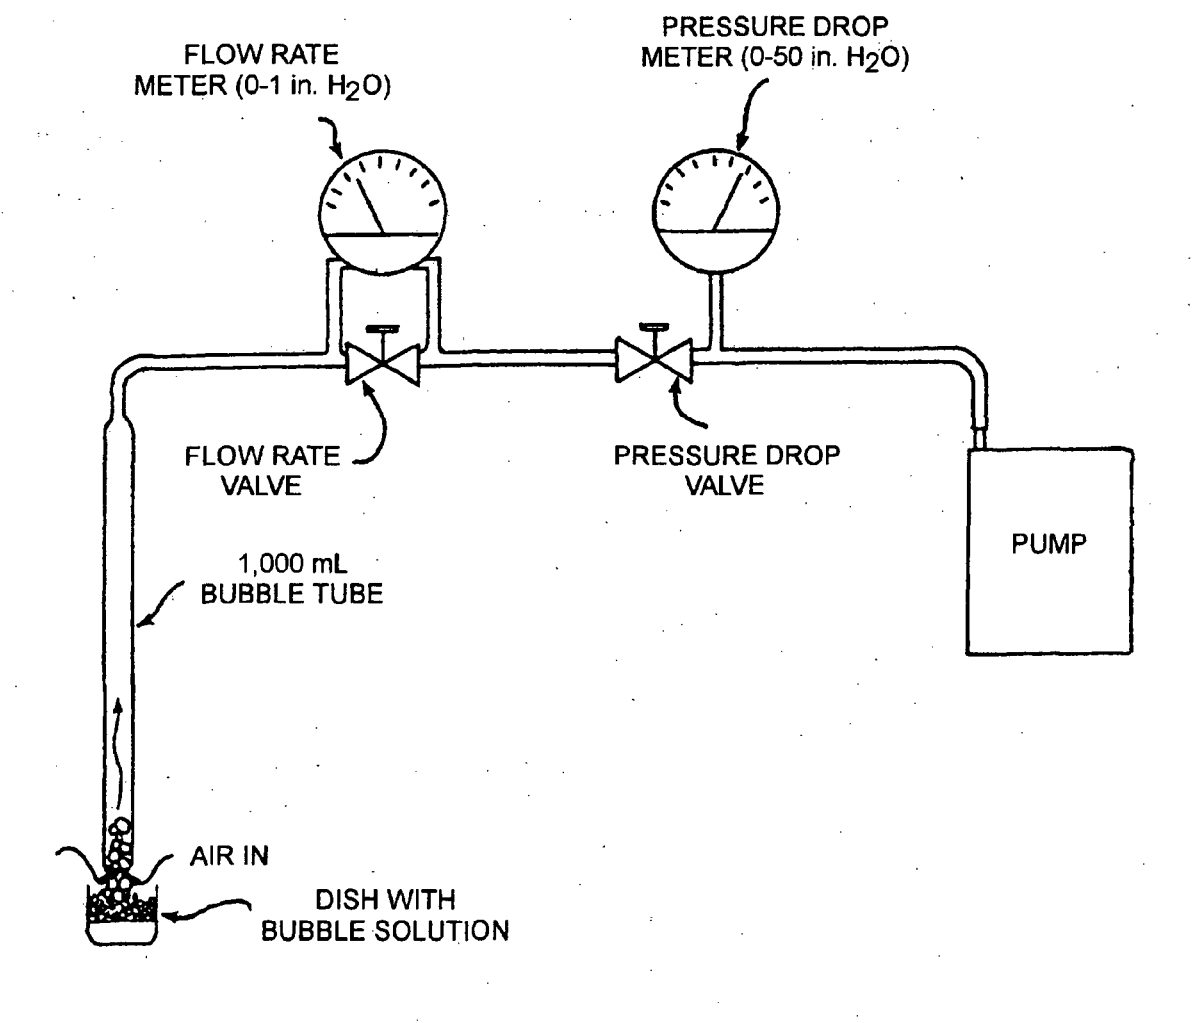 FLOW RATE
METER (0-1 in. H2O)
PRESSURE DROP
METER (0-50 in. H2O)
FLOW RATE
VALVE
PRESSURE DROP
VALVE
1,000 mL
BUBBLE TUBE
PUMP
AIR IN
DISH WITH
BUBBLE SOLUTION